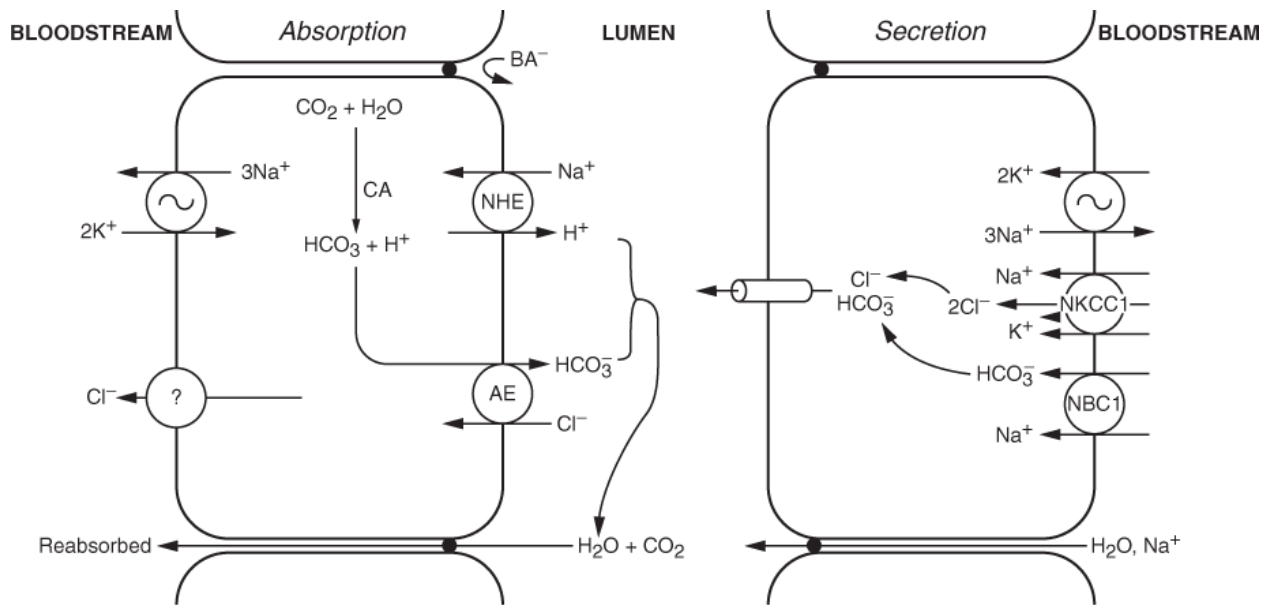 BLOODSTREAM
Absorption
LUMEN
Secretion
BLOODSTREAM
BA⁻
CO₂ + H₂O
3Na⁺
CA
Na⁺
NHE
2K⁺
HCO₃ + H⁺
H⁺
HCO₃⁻
AE
Cl⁻
?
Cl⁻
Reabsorbed
H₂O + CO₂
2K⁺
3Na⁺
Na⁺
Cl⁻
HCO₃⁻
2Cl⁻
NKCC1
K⁺
HCO₃⁻
NBC1
Na⁺
H₂O, Na⁺